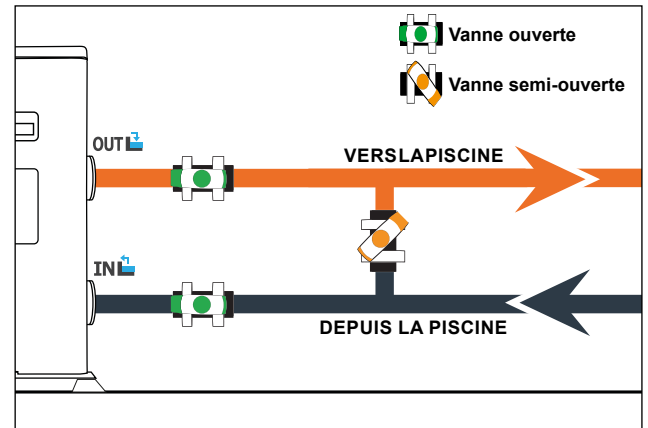 Vanne ouverte
Vanne semi-ouverte
OUT
VERSLAPISCINE
IN
DEPUIS LA PISCINE